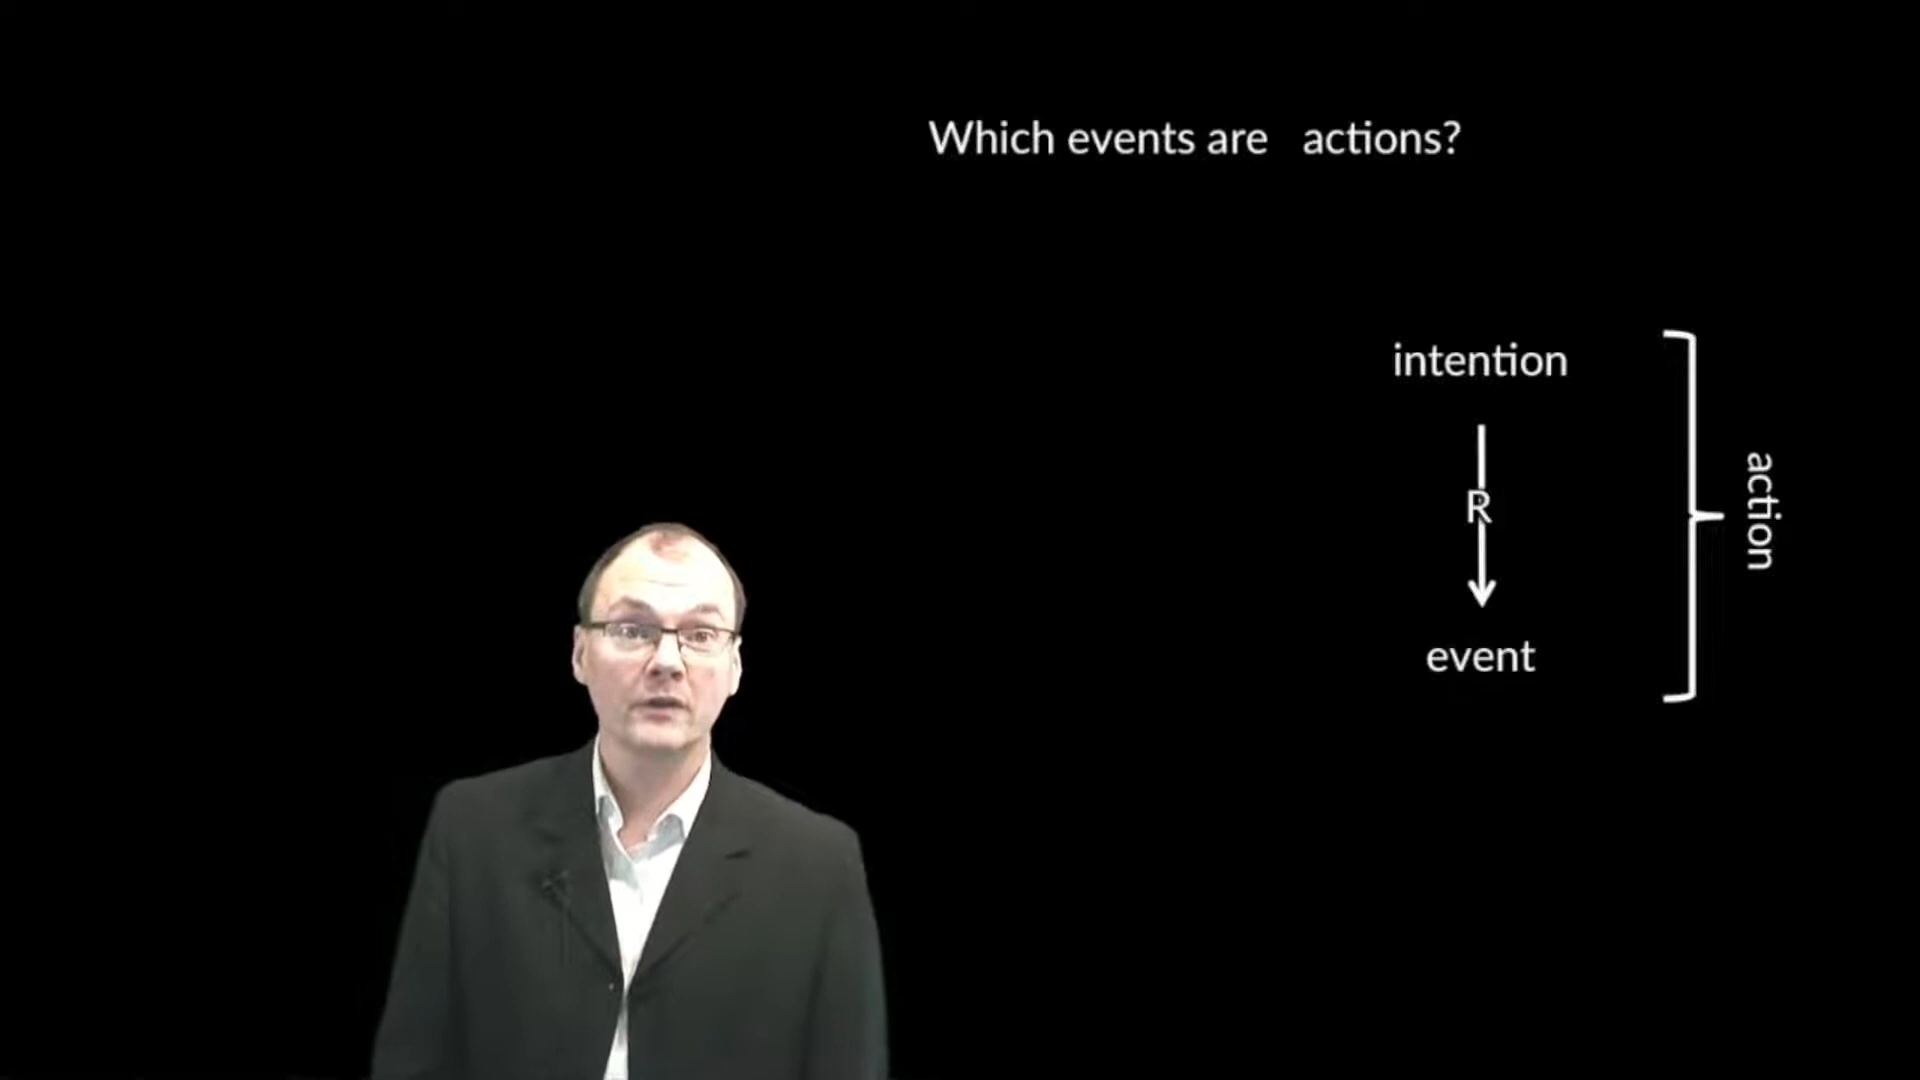 Which events are actions?
intention
R
event
action